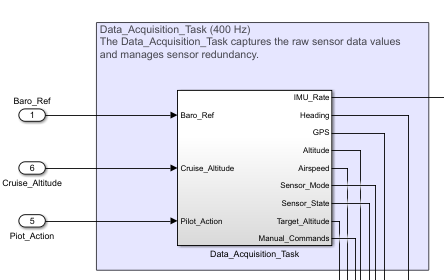 Data_Acquisition_Task (400 Hz)
The Data_Acquisition_Task captures the raw sensor data values
and manages sensor redundancy.
Baro_Ref
1
Baro_Ref
6
Cruise_Altitude
Cruise_Altitude
5
Piot_Action
Pilot_Action
IMU_Rate
Heading
GPS
Altitude
Airspeed
Sensor_Mode
Sensor_State
Target_Altitude
Manual_Commands
Data_Acquisition_Task